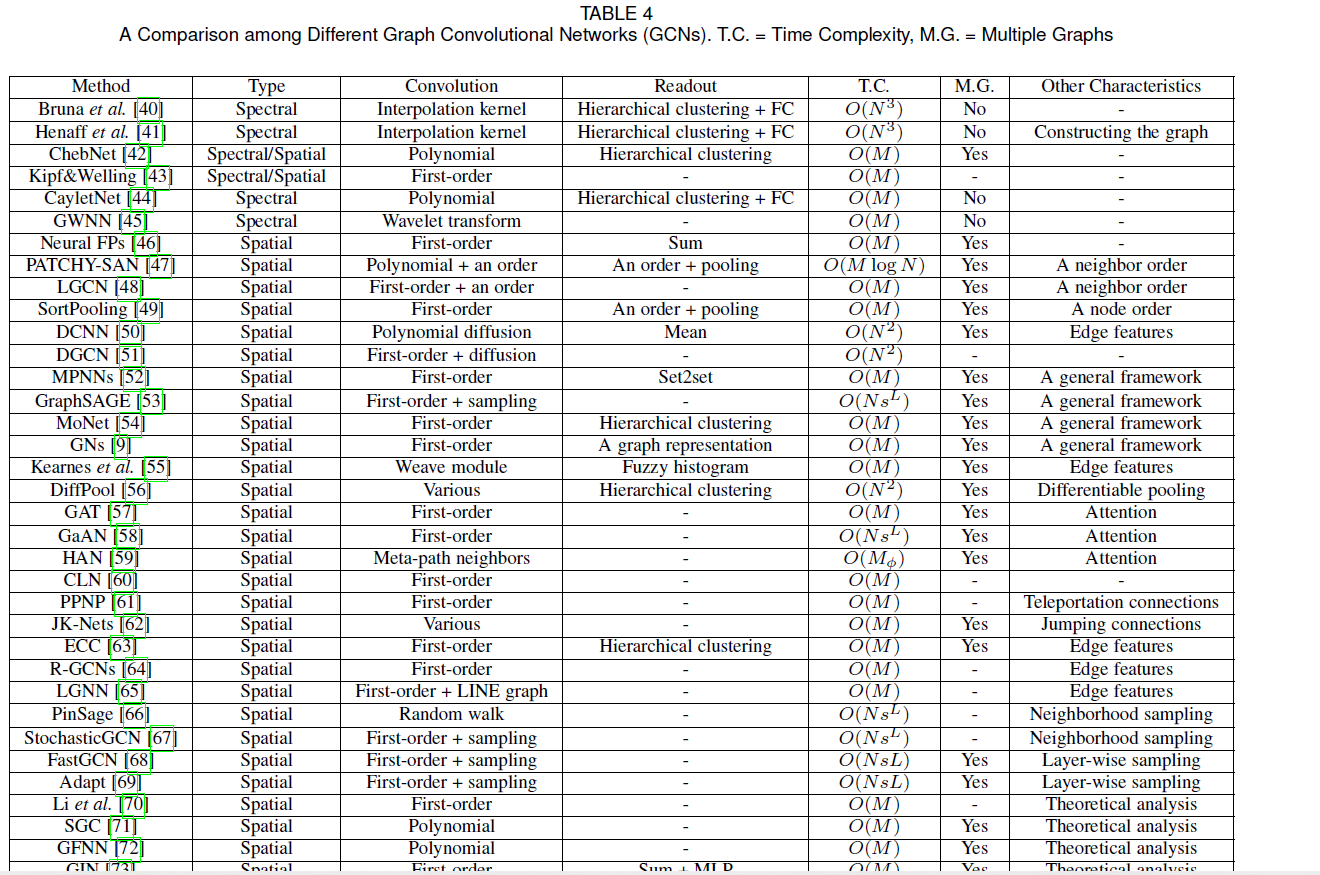 TABLE 4
A Comparison among Different Graph Convolutional Networks (GCNs). T.C. = Time Complexity, M.G. = Multiple Graphs
Method Type Convolution Readout T.C. M.G. Other Characteristics
Bruna et al. [40] Spectral Interpolation kernel Hierarchical clustering + FC O(N³) No -
Henaff et al. [41] Spectral Interpolation kernel Hierarchical clustering + FC O(N³) No Constructing the graph
ChebNet [42] Spectral/Spatial Polynomial Hierarchical clustering O(M) Yes -
Kipf&Welling [43] Spectral/Spatial First-order - O(M) - -
CayletNet [44] Spectral Polynomial Hierarchical clustering + FC O(M) No -
GWNN [45] Spectral Wavelet transform - O(M) No -
Neural FPs [46] Spatial First-order Sum O(M) Yes -
PATCHY-SAN [47] Spatial Polynomial + an order An order + pooling O(M log N) Yes A neighbor order
LGCN [48] Spatial First-order + an order - O(M) Yes A neighbor order
SortPooling [49] Spatial First-order An order + pooling O(M) Yes A node order
DCNN [50] Spatial Polynomial diffusion Mean O(N²) Yes Edge features
DGCN [51] Spatial First-order + diffusion - O(N²) - -
MPNNs [52] Spatial First-order Set2set O(M) Yes A general framework
GraphSAGE [53] Spatial First-order + sampling - O(Ns^L) Yes A general framework
MoNet [54] Spatial First-order Hierarchical clustering O(M) Yes A general framework
GNs [9] Spatial First-order A graph representation O(M) Yes A general framework
Kearnes et al. [55] Spatial Weave module Fuzzy histogram O(M) Yes Edge features
DiffPool [56] Spatial Various Hierarchical clustering O(N²) Yes Differentiable pooling
GAT [57] Spatial First-order - O(M) Yes Attention
GaAN [58] Spatial First-order - O(Ns^L) Yes Attention
HAN [59] Spatial Meta-path neighbors - O(M_ϕ) Yes Attention
CLN [60] Spatial First-order - O(M) - -
PPNP [61] Spatial First-order - O(M) - Teleportation connections
JK-Nets [62] Spatial Various - O(M) Yes Jumping connections
ECC [63] Spatial First-order Hierarchical clustering O(M) Yes Edge features
R-GCNs [64] Spatial First-order - O(M) - Edge features
LGNN [65] Spatial First-order + LINE graph - O(M) - Edge features
PinSage [66] Spatial Random walk - O(Ns^L) - Neighborhood sampling
StochasticGCN [67] Spatial First-order + sampling - O(Ns^L) - Neighborhood sampling
FastGCN [68] Spatial First-order + sampling - O(NsL) Yes Layer-wise sampling
Adapt [69] Spatial First-order + sampling - O(NsL) Yes Layer-wise sampling
Li et al. [70] Spatial First-order - O(M) - Theoretical analysis
SGC [71] Spatial Polynomial - O(M) Yes Theoretical analysis
GFNN [72] Spatial Polynomial - O(M) Yes Theoretical analysis
GIN [73] Spatial First-order Sum + MLP O(M) Yes Theoretical analysis